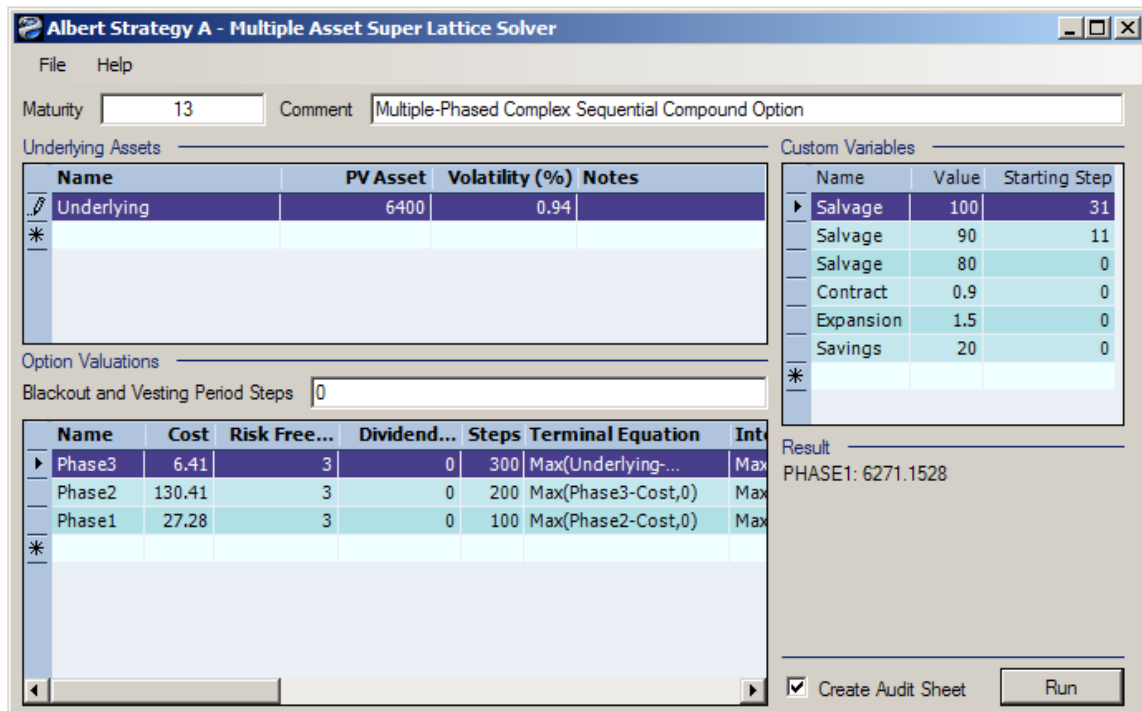 Albert Strategy A - Multiple Asset Super Lattice Solver
File Help
Maturity 13 Comment Multiple-Phased Complex Sequential Compound Option
Underlying Assets
Name PV Asset Volatility (%) Notes
Underlying 6400 0.94
Custom Variables
Name Value Starting Step
Salvage 100 31
Salvage 90 11
Salvage 80 0
Contract 0.9 0
Expansion 1.5 0
Savings 20 0
Option Valuations
Blackout and Vesting Period Steps 0
Name Cost Risk Free... Dividend... Steps Terminal Equation Inte
Phase3 6.41 3 0 300 Max(Underlying-... Max
Phase2 130.41 3 0 200 Max(Phase3-Cost,0) Max
Phase1 27.28 3 0 100 Max(Phase2-Cost,0) Max
Result
PHASE1: 6271.1528
Create Audit Sheet Run